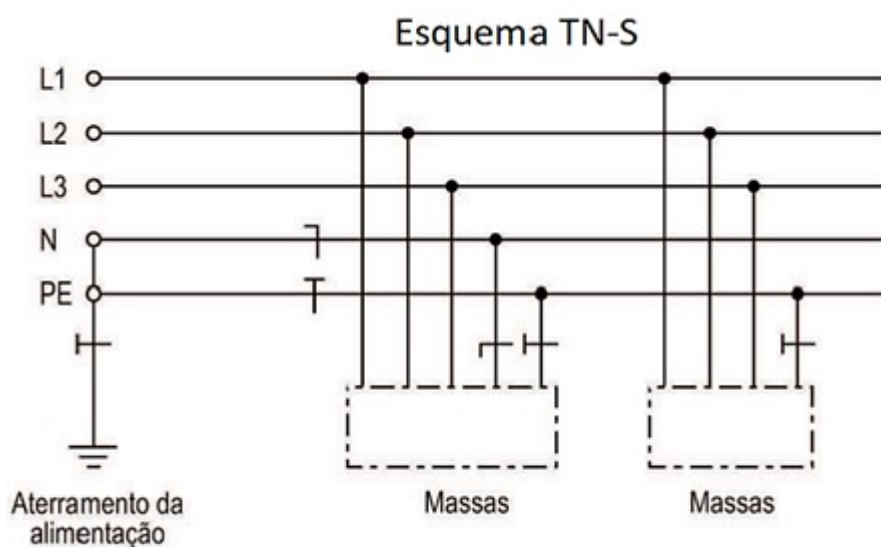 Esquema TN-S
L1
L2
L3
N
PE
Aterramento da
alimentação
Massas
Massas